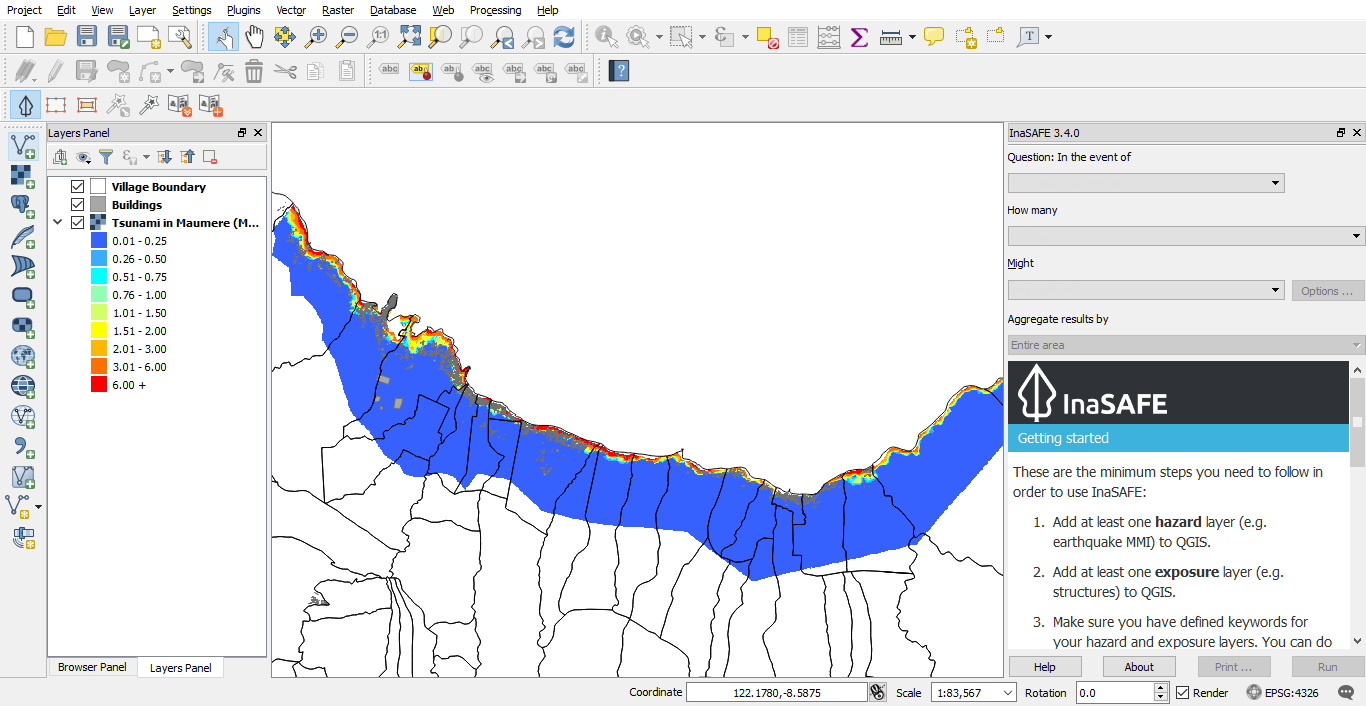 Project Edit View Layer Settings Plugins Vector Raster Database Web Processing Help
Layers Panel
Village Boundary
Buildings
Tsunami in Maumere (M...
0.01 - 0.25
0.26 - 0.50
0.51 - 0.75
0.76 - 1.00
1.01 - 1.50
1.51 - 2.00
2.01 - 3.00
3.01 - 6.00
6.00 +
Browser Panel Layers Panel
InaSAFE 3.4.0
Question: In the event of
How many
Might
Options ...
Aggregate results by
Entire area
InaSAFE
Getting started
These are the minimum steps you need to follow in
order to use InaSAFE:
1. Add at least one hazard layer (e.g.
earthquake MMI) to QGIS.
2. Add at least one exposure layer (e.g.
structures) to QGIS.
3. Make sure you have defined keywords for
your hazard and exposure layers. You can do
Help About Print ... Run
Coordinate 122.1780,-8.5875 Scale 1:83,567 Rotation 0.0 Render EPSG:4326